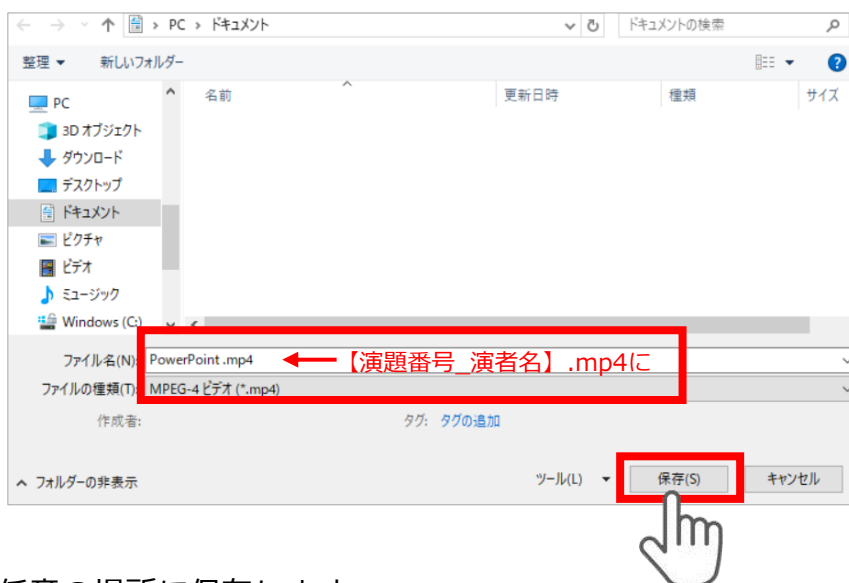 PC › ドキュメント
ドキュメントの検索
整理
新しいフォルダー
名前
更新日時
種類
サイズ
PC
3D オブジェクト
ダウンロード
デスクトップ
ドキュメント
ピクチャ
ビデオ
ミュージック
Windows (C:)
ファイル名(N): PowerPoint .mp4
【演題番号_演者名】.mp4に
ファイルの種類(T): MPEG-4 ビデオ (*.mp4)
作成者:
タグ: タグの追加
フォルダーの非表示
ツール(L)
保存(S)
キャンセル